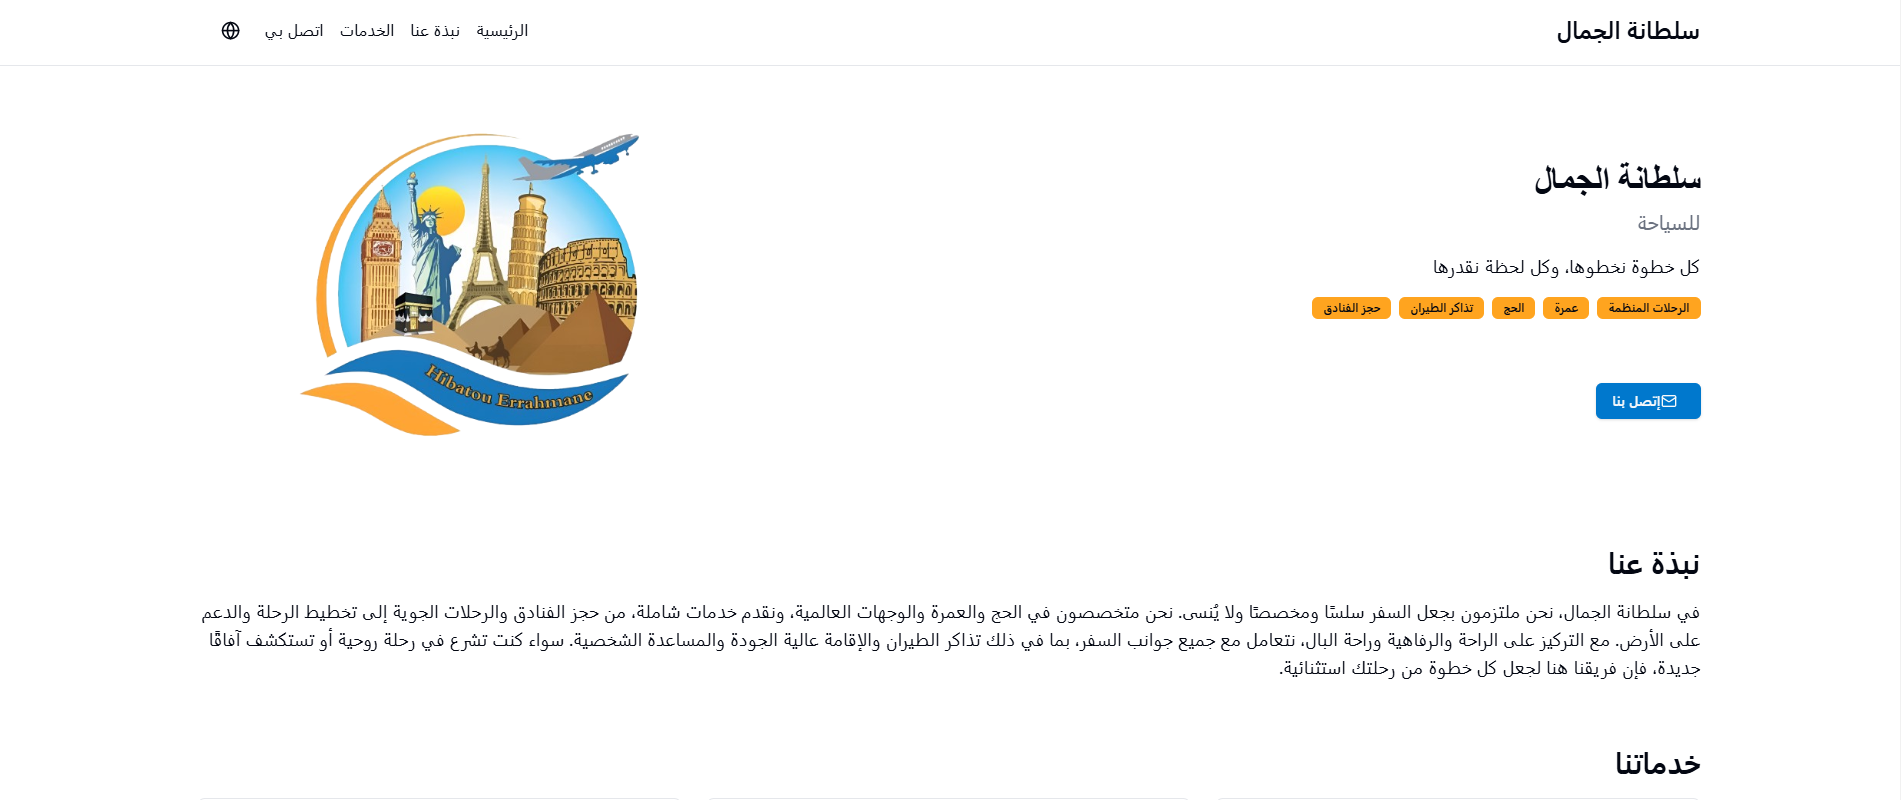 سلطانة الجمال
الرئيسية
نبذة عنا
الخدمات
اتصل بي
سلطانة الجمال
للسياحة
كل خطوة نخطوها، وكل لحظة نقدرها
الرحلات المنظمة
عمرة
الحج
تذاكر الطيران
حجز الفنادق
إتصل بنا
Hibatou Errahmane
نبذة عنا
في سلطانة الجمال، نحن ملتزمون بجعل السفر سلسًا ومخصصًا ولا يُنسى. نحن متخصصون في الحج والعمرة والوجهات العالمية، ونقدم خدمات شاملة، من حجز الفنادق والرحلات الجوية إلى تخطيط الرحلة والدعم
على الأرض. مع التركيز على الراحة والرفاهية وراحة البال، نتعامل مع جميع جوانب السفر، بما في ذلك تذاكر الطيران والإقامة عالية الجودة والمساعدة الشخصية. سواء كنت تشرع في رحلة روحية أو تستكشف آفاقًا
جديدة، فإن فريقنا هنا لجعل كل خطوة من رحلتك استثنائية.
خدماتنا